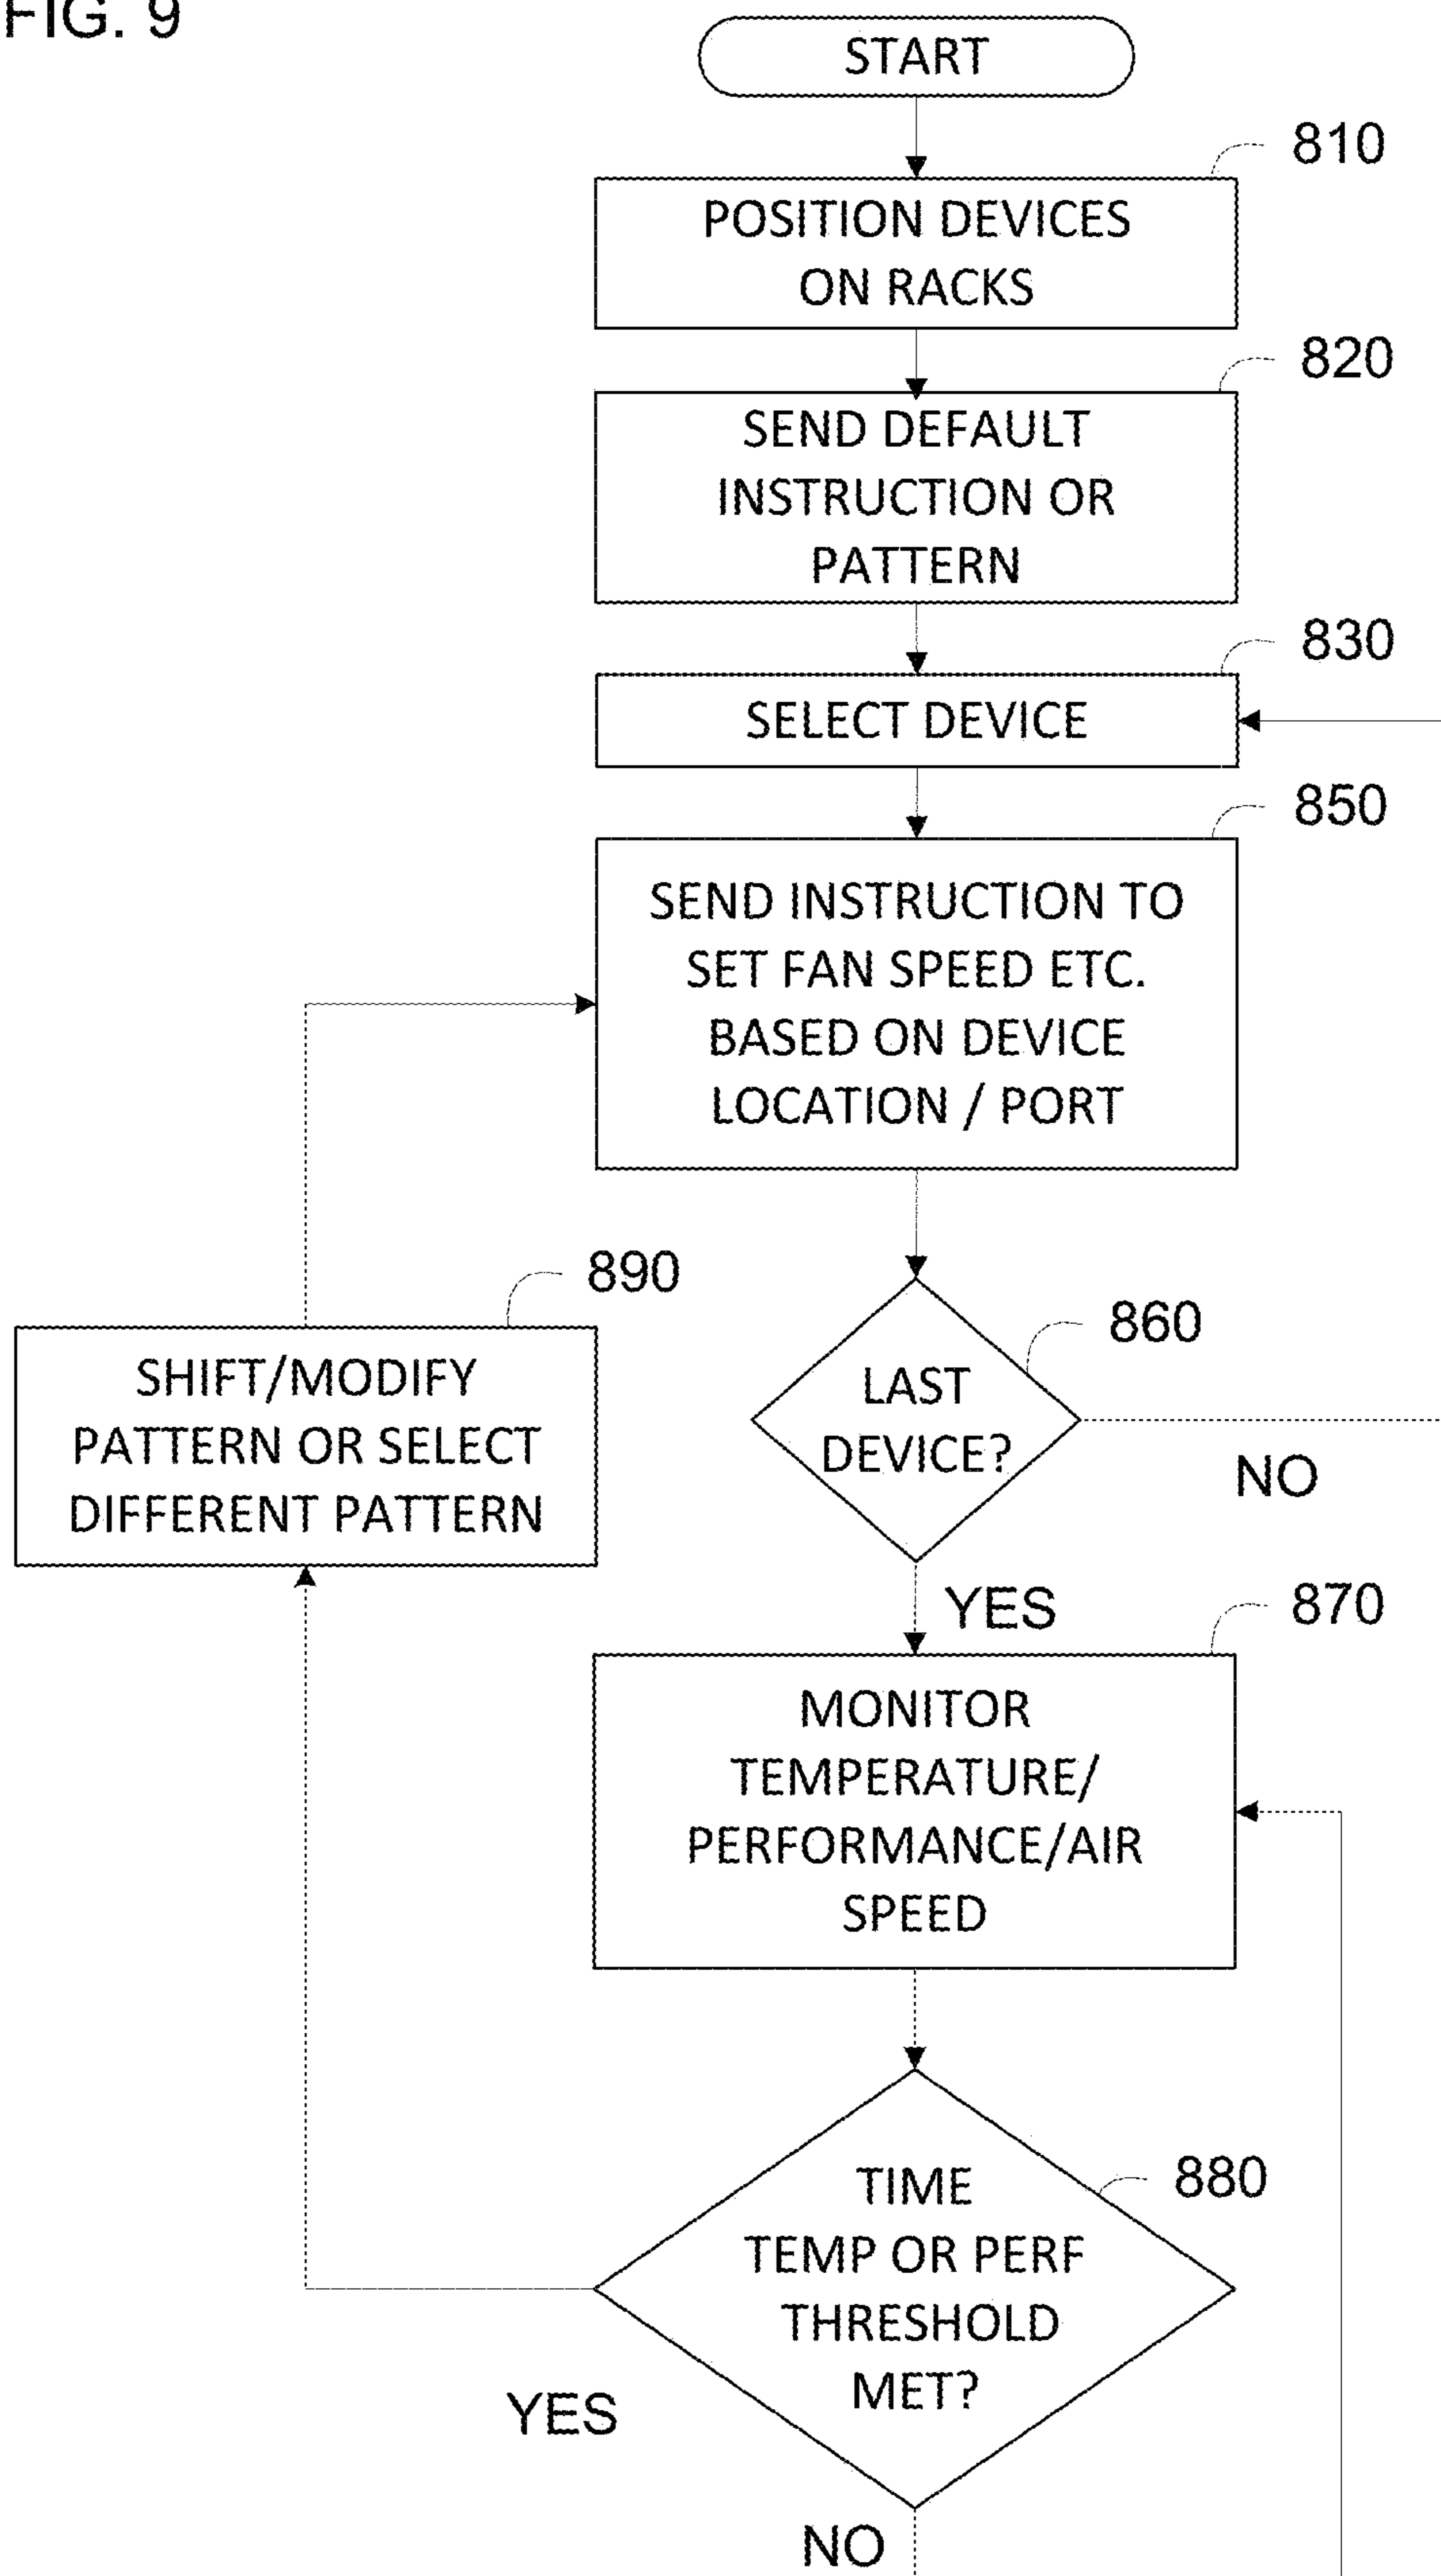 FIG. 9
START
810
POSITION DEVICES
ON RACKS
820
SEND DEFAULT
INSTRUCTION OR
PATTERN
830
SELECT DEVICE
850
SEND INSTRUCTION TO
SET FAN SPEED ETC.
BASED ON DEVICE
LOCATION / PORT
890
SHIFT/MODIFY
PATTERN OR SELECT
DIFFERENT PATTERN
860
LAST
DEVICE?
NO
YES
870
MONITOR
TEMPERATURE/
PERFORMANCE/AIR
SPEED
880
TIME
TEMP OR PERF
THRESHOLD
MET?
YES
NO